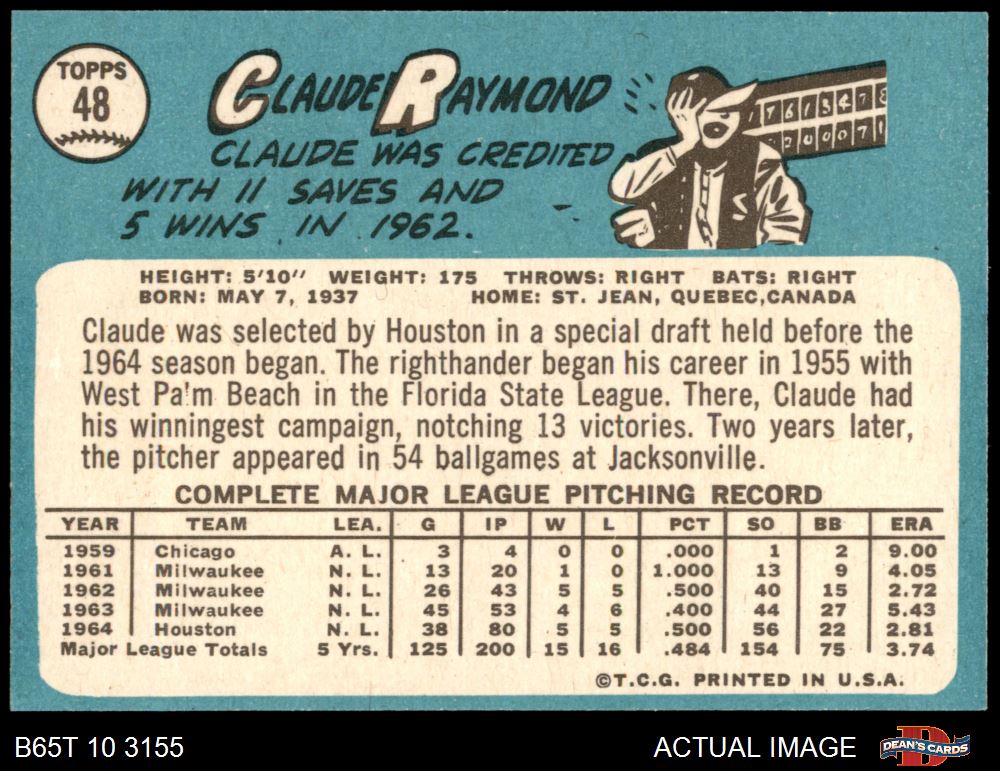 TOPPS
48
CLAUDE RAYMOND
CLAUDE WAS CREDITED
WITH 11 SAVES AND
5 WINS IN 1962.
HEIGHT: 5'10" WEIGHT: 175 THROWS: RIGHT BATS: RIGHT
BORN: MAY 7, 1937 HOME: ST. JEAN, QUEBEC, CANADA
Claude was selected by Houston in a special draft held before the
1964 season began. The righthander began his career in 1955 with
West Pa'm Beach in the Florida State League. There, Claude had
his winningest campaign, notching 13 victories. Two years later,
the pitcher appeared in 54 ballgames at Jacksonville.
COMPLETE MAJOR LEAGUE PITCHING RECORD
YEAR TEAM LEA. G IP W L PCT SO BB ERA
1959 Chicago A. L. 3 4 0 0 .000 1 2 9.00
1961 Milwaukee N. L. 13 20 1 0 1.000 13 9 4.05
1962 Milwaukee N. L. 26 43 5 5 .500 40 15 2.72
1963 Milwaukee N. L. 45 53 4 6 .400 44 27 5.43
1964 Houston N. L. 38 80 5 5 .500 56 22 2.81
Major League Totals 5 Yrs. 125 200 15 16 .484 154 75 3.74
©T.C.G. PRINTED IN U.S.A.
B65T 10 3155 ACTUAL IMAGE DEAN'S CARDS